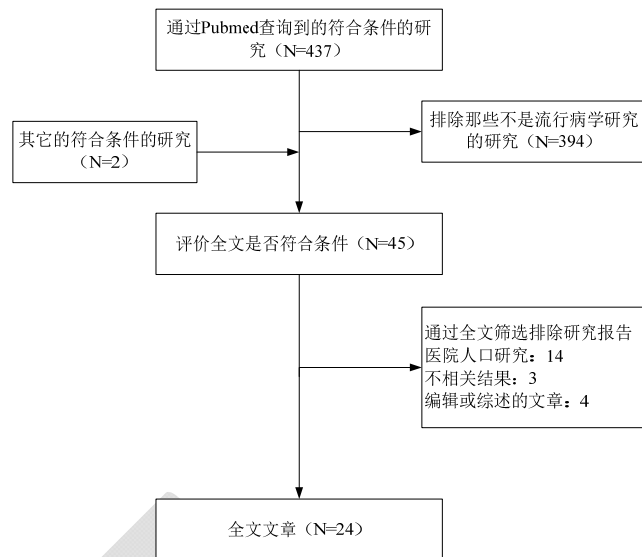 通过Pubmed查询到的符合条件的研
究（N=437）
其它的符合条件的研究
（N=2）
排除那些不是流行病学研究
的研究（N=394）
评价全文是否符合条件（N=45）
通过全文筛选排除研究报告
医院人口研究：14
不相关结果：3
编辑或综述的文章：4
全文文章（N=24）